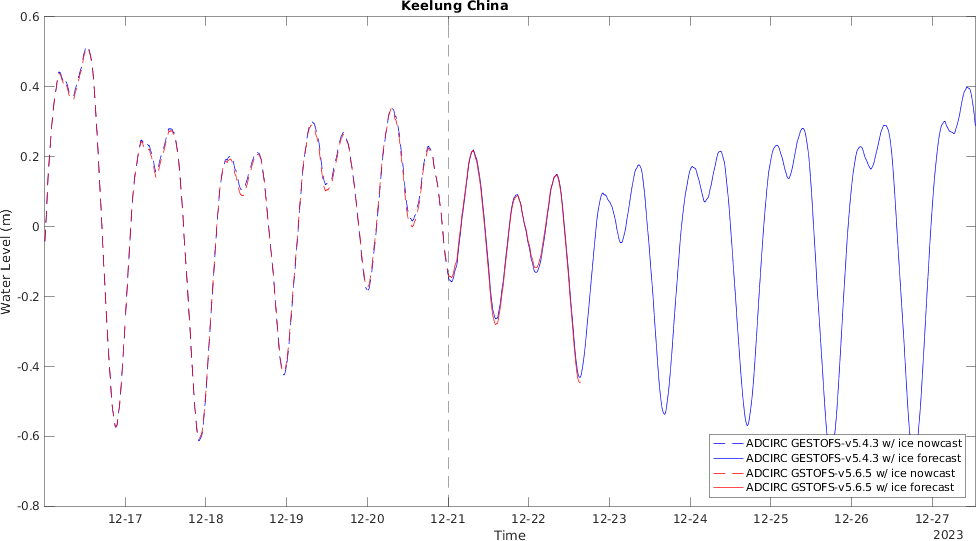 Keelung China
0.6
0.4
0.2
0
-0.2
-0.4
-0.6
-0.8
Water Level (m)
ADCIRC GESTOFS-v5.4.3 w/ ice nowcast
ADCIRC GESTOFS-v5.4.3 w/ ice forecast
ADCIRC GSTOFS-v5.6.5 w/ ice nowcast
ADCIRC GSTOFS-v5.6.5 w/ ice forecast
12-17 12-18 12-19 12-20 12-21 12-22 12-23 12-24 12-25 12-26 12-27
Time
2023